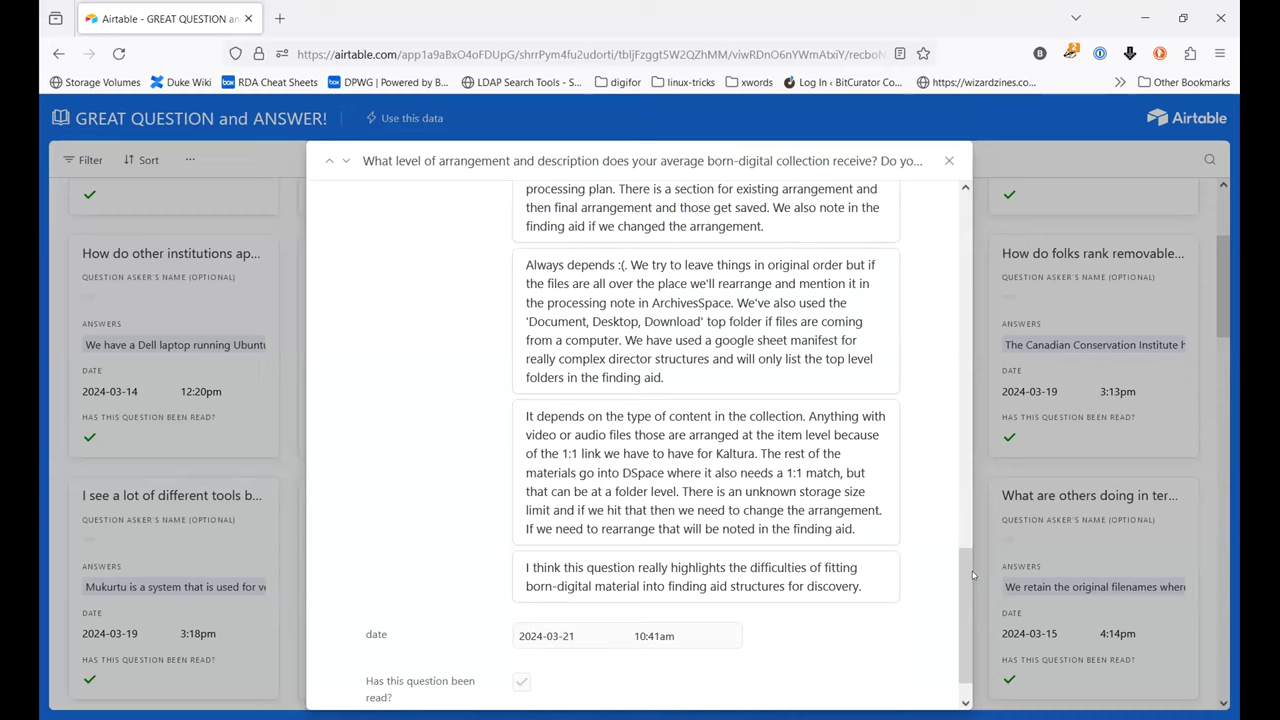 Airtable - GREAT QUESTION an
https://airtable.com/app1a9aBxO4oFDUpG/shrrPym4fu2udorti/tbljFzggt5W2QZhMM/viwRDnO6nYWmAtxiY/recboN
B
2
Storage Volumes
Duke Wiki
box RDA Cheat Sheets
box DPWG | Powered by B...
LDAP Search Tools - S...
digifor
linux-tricks
xwords
Log In ‹ BitCurator Co...
https://wizardzines.co...
Other Bookmarks
GREAT QUESTION and ANSWER!
Use this data
Airtable
Filter
Sort
What level of arrangement and description does your average born-digital collection receive? Do yo...
processing plan. There is a section for existing arrangement and
then final arrangement and those get saved. We also note in the
finding aid if we changed the arrangement.
Always depends :(. We try to leave things in original order but if
the files are all over the place we'll rearrange and mention it in
the processing note in ArchivesSpace. We've also used the
'Document, Desktop, Download' top folder if files are coming
from a computer. We have used a google sheet manifest for
really complex director structures and will only list the top level
folders in the finding aid.
It depends on the type of content in the collection. Anything with
video or audio files those are arranged at the item level because
of the 1:1 link we have to have for Kaltura. The rest of the
materials go into DSpace where it also needs a 1:1 match, but
that can be at a folder level. There is an unknown storage size
limit and if we hit that then we need to change the arrangement.
If we need to rearrange that will be noted in the finding aid.
I think this question really highlights the difficulties of fitting
born-digital material into finding aid structures for discovery.
date
2024-03-21 10:41am
Has this question been
read?
How do other institutions ap...
QUESTION ASKER'S NAME (OPTIONAL)
ANSWERS
We have a Dell laptop running Ubuntu
DATE
2024-03-14 12:20pm
HAS THIS QUESTION BEEN READ?
I see a lot of different tools b...
QUESTION ASKER'S NAME (OPTIONAL)
ANSWERS
Mukurtu is a system that is used for v
DATE
2024-03-19 3:18pm
HAS THIS QUESTION BEEN READ?
How do folks rank removable...
QUESTION ASKER'S NAME (OPTIONAL)
ANSWERS
The Canadian Conservation Institute h
DATE
2024-03-19 3:13pm
HAS THIS QUESTION BEEN READ?
What are others doing in ter...
QUESTION ASKER'S NAME (OPTIONAL)
ANSWERS
We retain the original filenames where
DATE
2024-03-15 4:14pm
HAS THIS QUESTION BEEN READ?